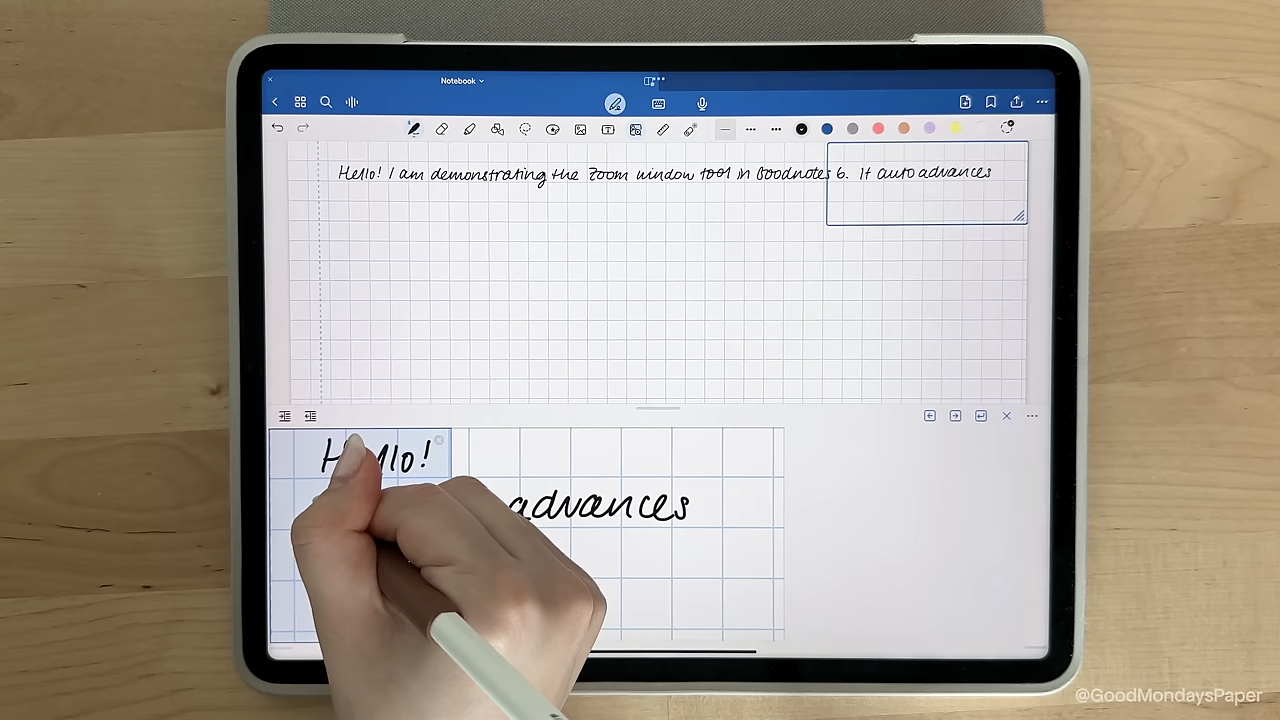 Notebook
Hello! I am demonstrating the zoom window tool in Goodnotes 6. It auto advances
Hello!
advances
@GoodMondaysPaper